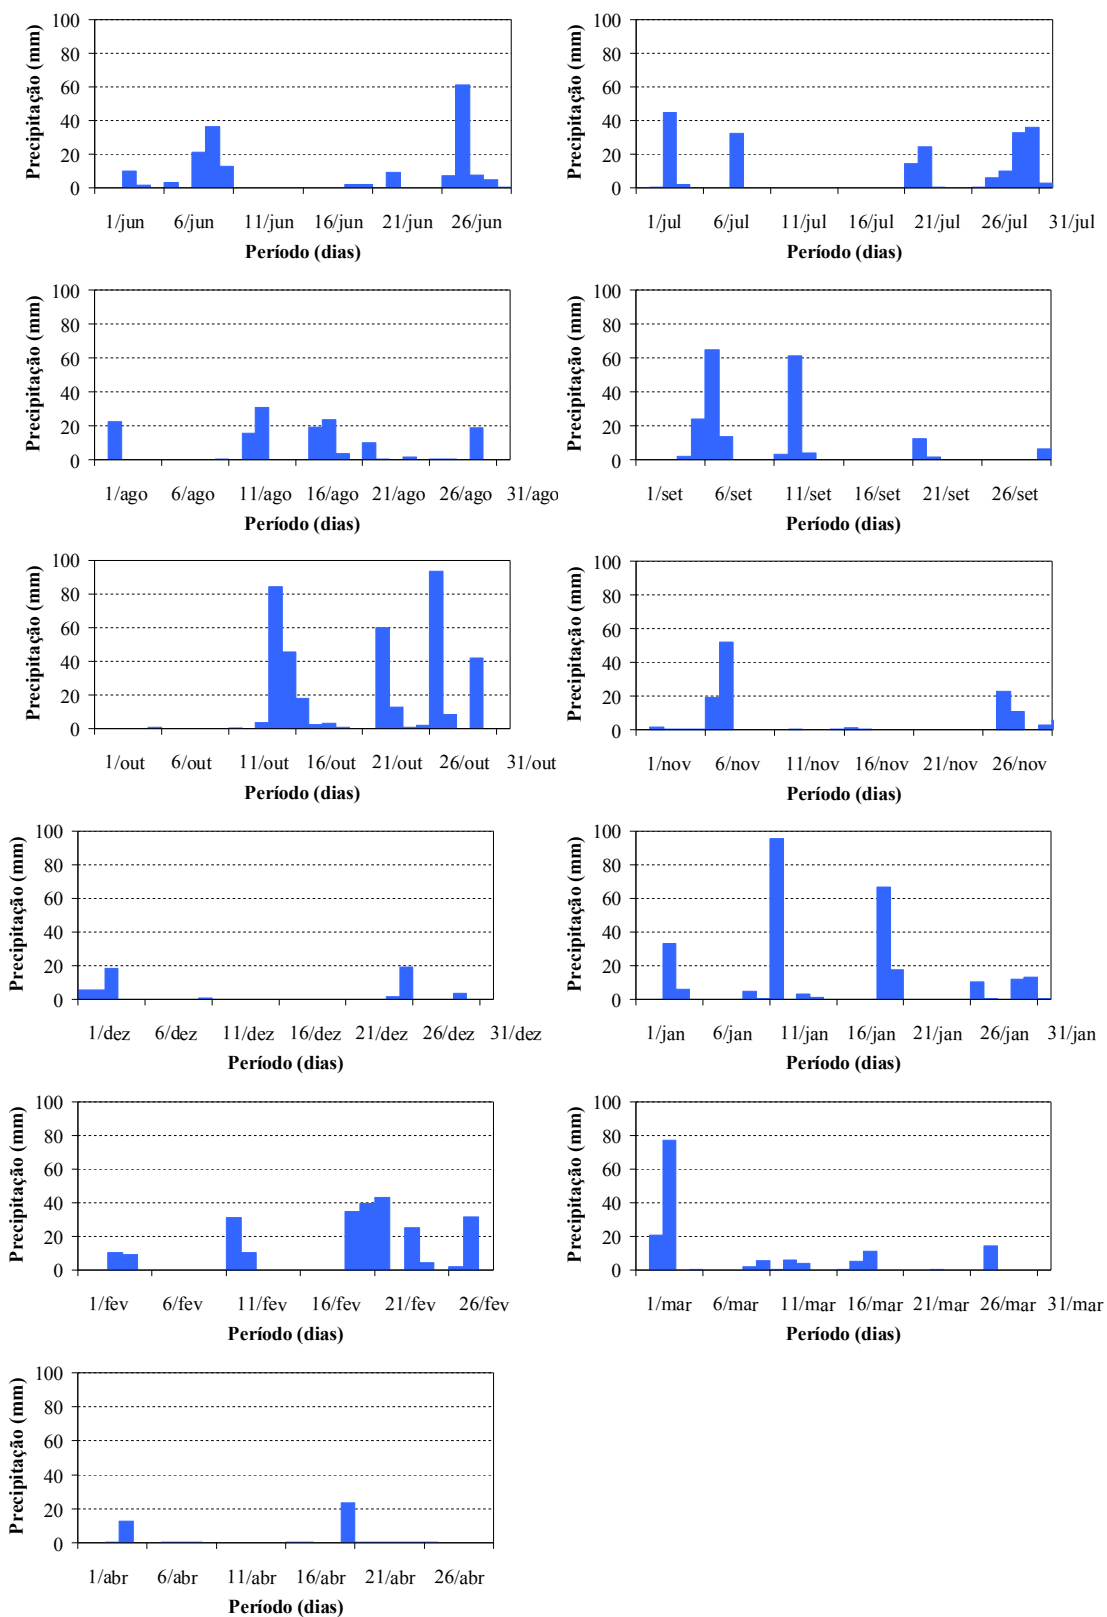 Precipitação (mm)
100
80
60
40
20
0
1/jun 6/jun 11/jun 16/jun 21/jun 26/jun
Período (dias)
Precipitação (mm)
100
80
60
40
20
0
1/jul 6/jul 11/jul 16/jul 21/jul 26/jul 31/jul
Período (dias)
Precipitação (mm)
100
80
60
40
20
0
1/ago 6/ago 11/ago 16/ago 21/ago 26/ago 31/ago
Período (dias)
Precipitação (mm)
100
80
60
40
20
0
1/set 6/set 11/set 16/set 21/set 26/set
Período (dias)
Precipitação (mm)
100
80
60
40
20
0
1/out 6/out 11/out 16/out 21/out 26/out 31/out
Período (dias)
Precipitação (mm)
100
80
60
40
20
0
1/nov 6/nov 11/nov 16/nov 21/nov 26/nov
Período (dias)
Precipitação (mm)
100
80
60
40
20
0
1/dez 6/dez 11/dez 16/dez 21/dez 26/dez 31/dez
Período (dias)
Precipitação (mm)
100
80
60
40
20
0
1/jan 6/jan 11/jan 16/jan 21/jan 26/jan 31/jan
Período (dias)
Precipitação (mm)
100
80
60
40
20
0
1/fev 6/fev 11/fev 16/fev 21/fev 26/fev
Período (dias)
Precipitação (mm)
100
80
60
40
20
0
1/mar 6/mar 11/mar 16/mar 21/mar 26/mar 31/mar
Período (dias)
Precipitação (mm)
100
80
60
40
20
0
1/abr 6/abr 11/abr 16/abr 21/abr 26/abr
Período (dias)